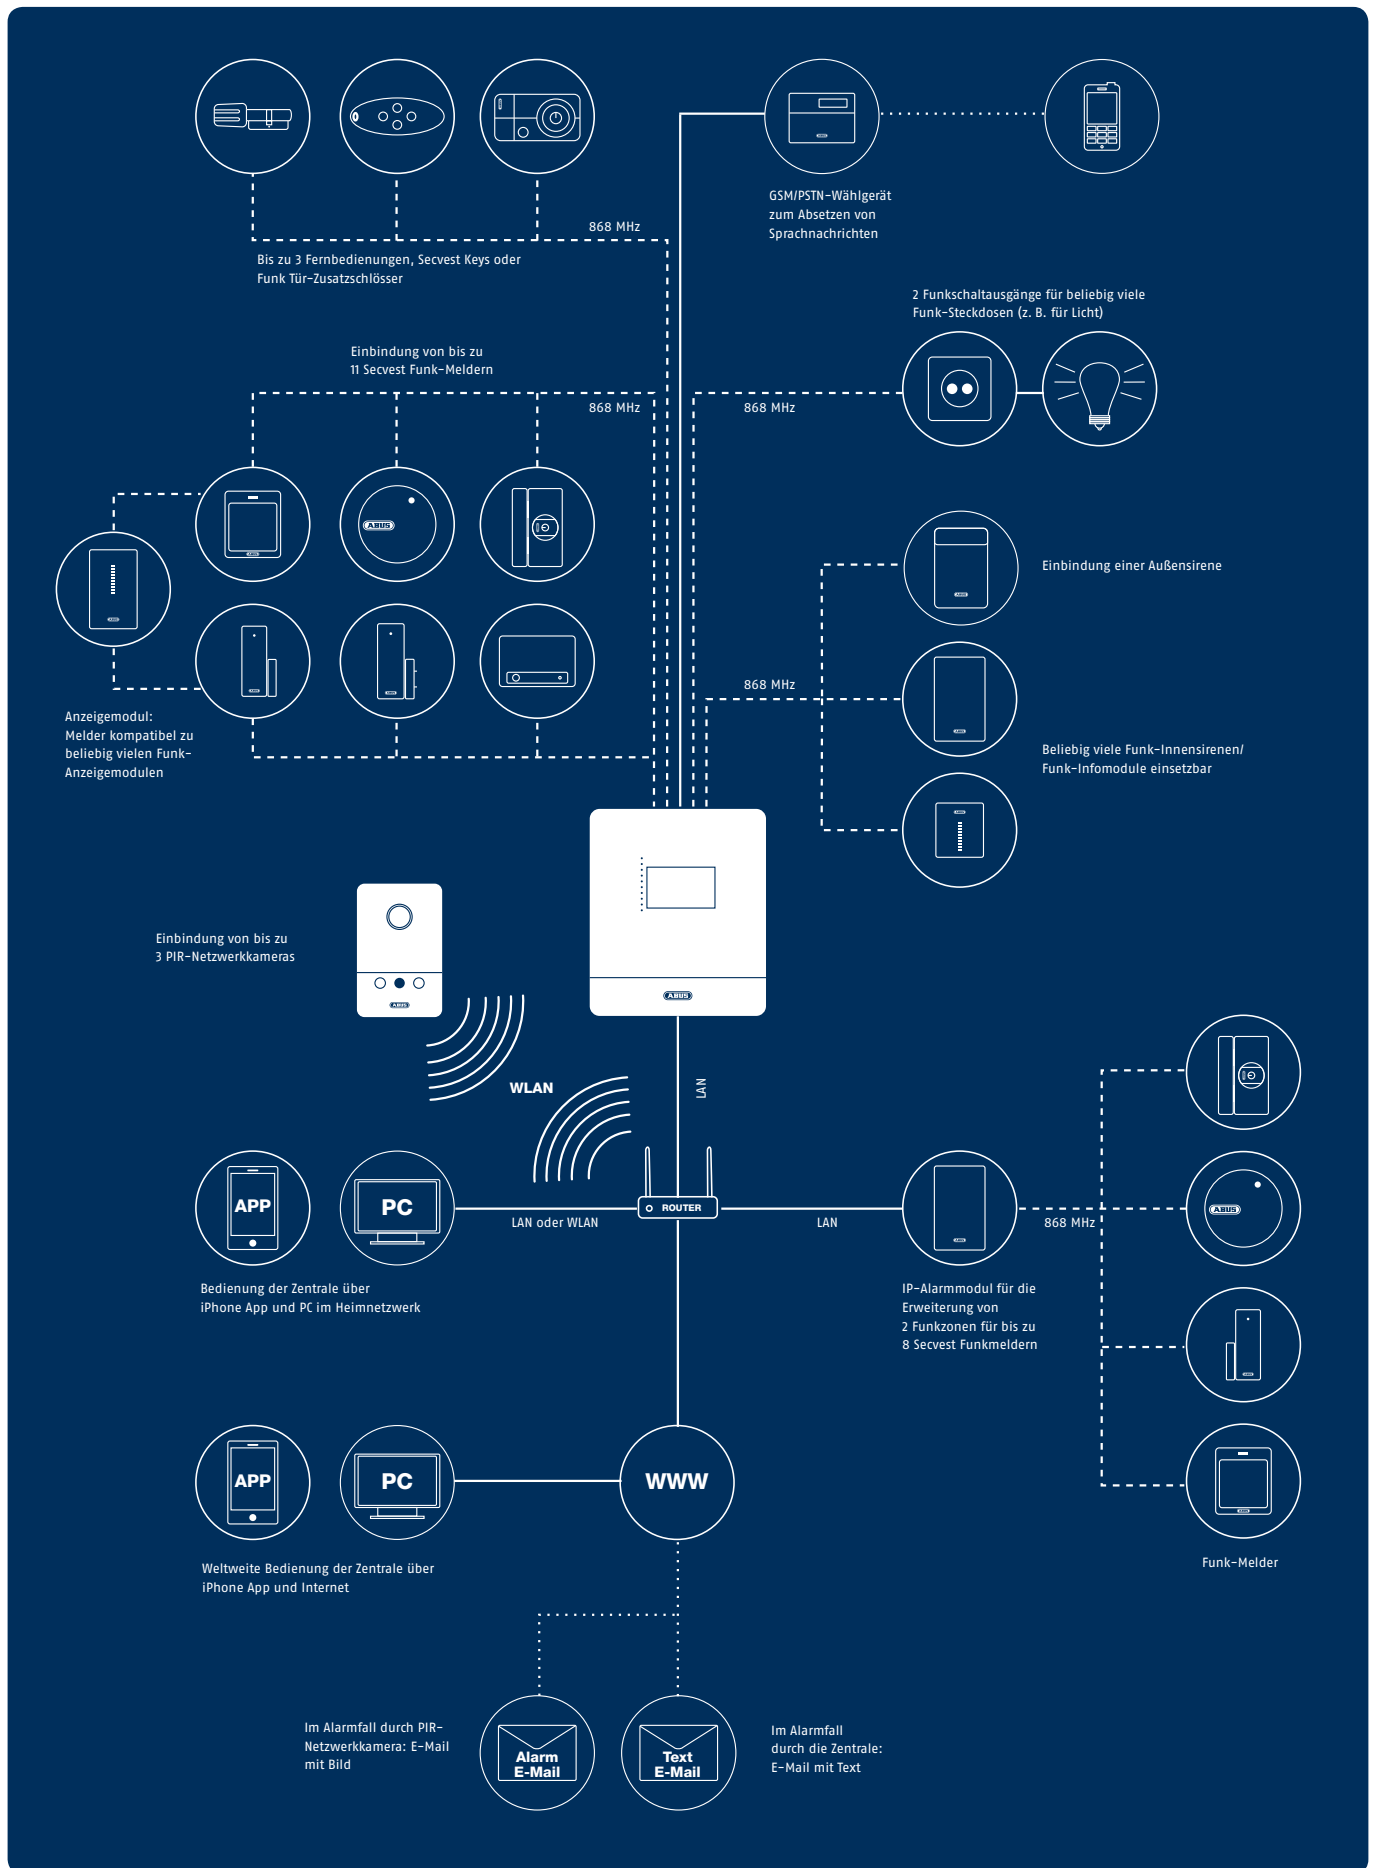 GSM/PSTN-Wählgerät
zum Absetzen von
Sprachnachrichten
868 MHz
Bis zu 3 Fernbedienungen, Secvest Keys oder
Funk Tür-Zusatzschlösser
2 Funkschaltausgänge für beliebig viele
Funk-Steckdosen (z. B. für Licht)
Einbindung von bis zu
11 Secvest Funk-Meldern
868 MHz
868 MHz
ABUS
Einbindung einer Außensirene
868 MHz
Anzeigemodul:
Melder kompatibel zu
beliebig vielen Funk-
Anzeigemodulen
Beliebig viele Funk-Innensirenen/
Funk-Infomodule einsetzbar
Einbindung von bis zu
3 PIR-Netzwerkkameras
ABUS
ABUS
WLAN
LAN
APP
PC
LAN oder WLAN
ROUTER
LAN
868 MHz
ABUS
Bedienung der Zentrale über
iPhone App und PC im Heimnetzwerk
IP-Alarmmodul für die
Erweiterung von
2 Funkzonen für bis zu
8 Secvest Funkmeldern
APP
PC
WWW
Funk-Melder
Weltweite Bedienung der Zentrale über
iPhone App und Internet
Im Alarmfall durch PIR-
Netzwerkkamera: E-Mail
mit Bild
Alarm
E-Mail
Text
E-Mail
Im Alarmfall
durch die Zentrale:
E-Mail mit Text